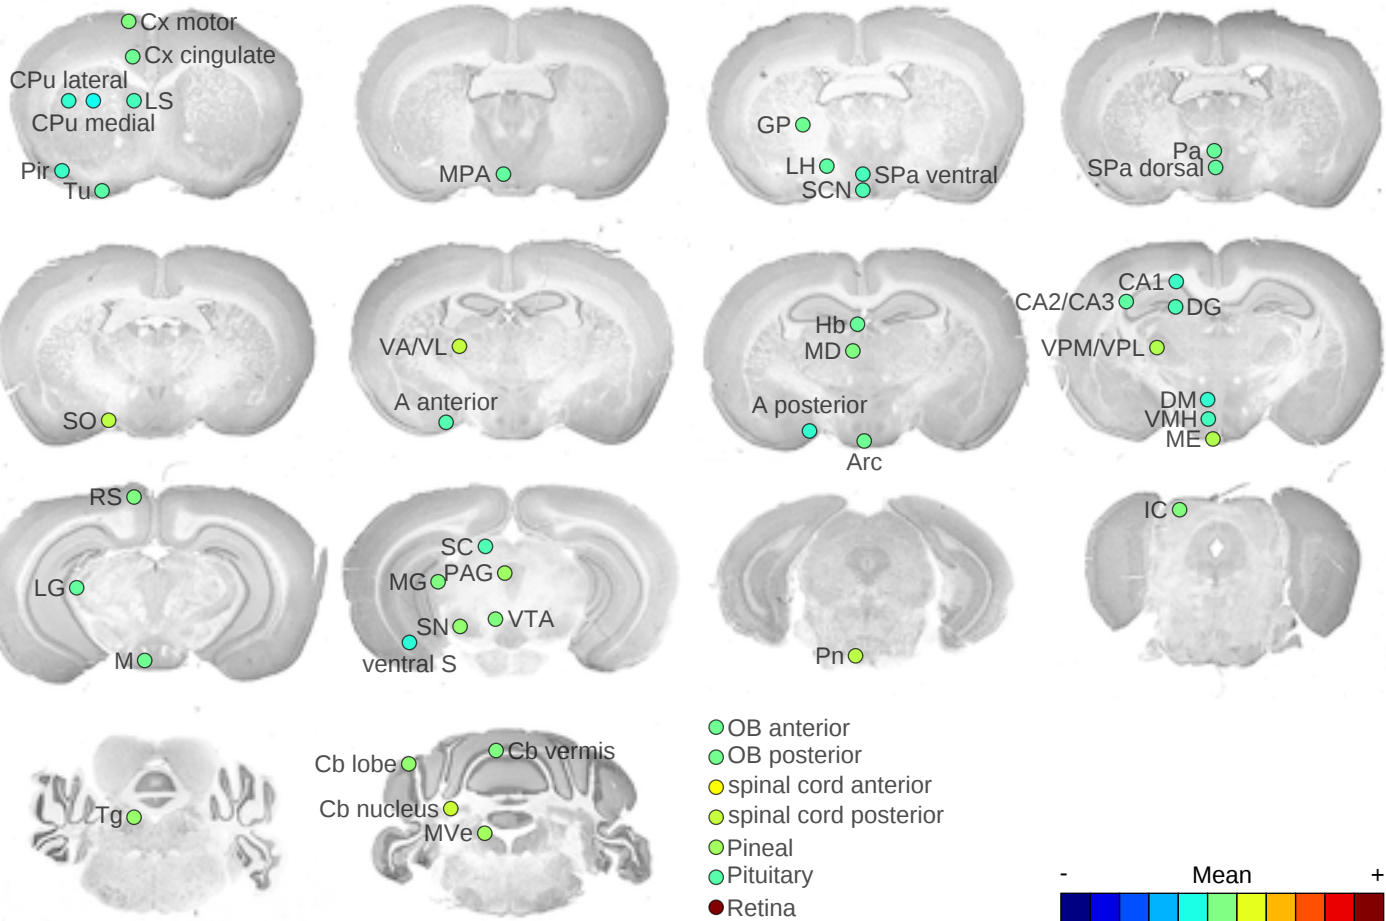 Cx motor
Cx cingulate
CPu lateral
LS
CPu medial
Pir
Tu
MPA
GP
LH
SPa ventral
SCN
Pa
SPa dorsal
SO
VA/VL
A anterior
Hb
MD
A posterior
Arc
CA1
CA2/CA3
DG
VPM/VPL
DM
VMH
ME
RS
LG
M
SC
MG
PAG
SN
VTA
ventral S
Pn
IC
Tg
Cb lobe
Cb vermis
Cb nucleus
MVe
OB anterior
OB posterior
spinal cord anterior
spinal cord posterior
Pineal
Pituitary
Retina
- Mean +